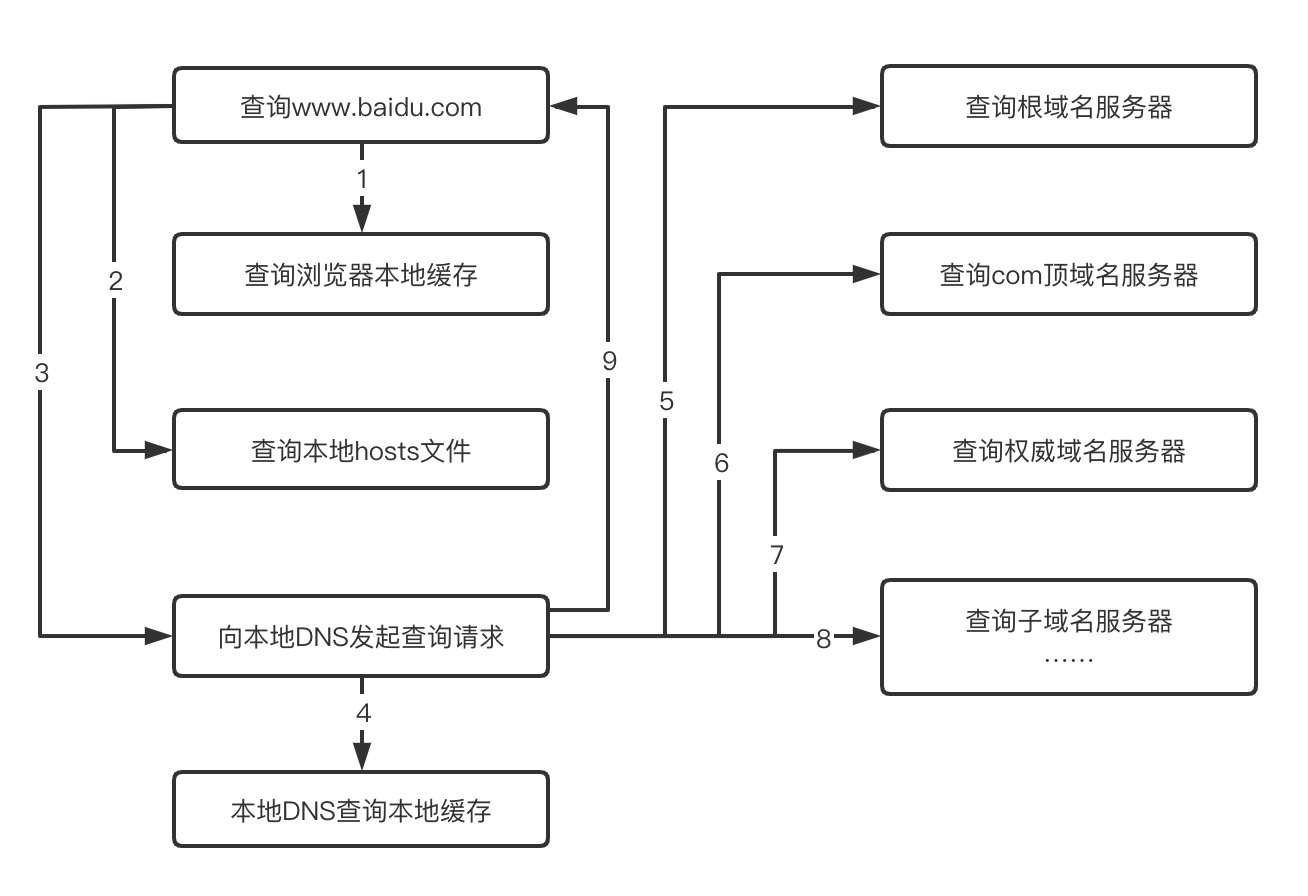 查询www.baidu.com
1
查询浏览器本地缓存
2
查询本地hosts文件
3
向本地DNS发起查询请求
4
本地DNS查询本地缓存
9
5
查询根域名服务器
6
查询com顶域名服务器
7
查询权威域名服务器
8
查询子域名服务器
......